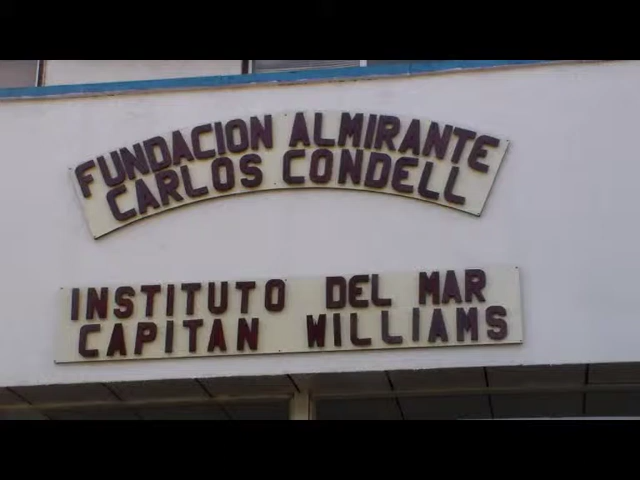 FUNDACION ALMIRANTE
CARLOS CONDELL
INSTITUTO DEL MAR
CAPITAN WILLIAMS